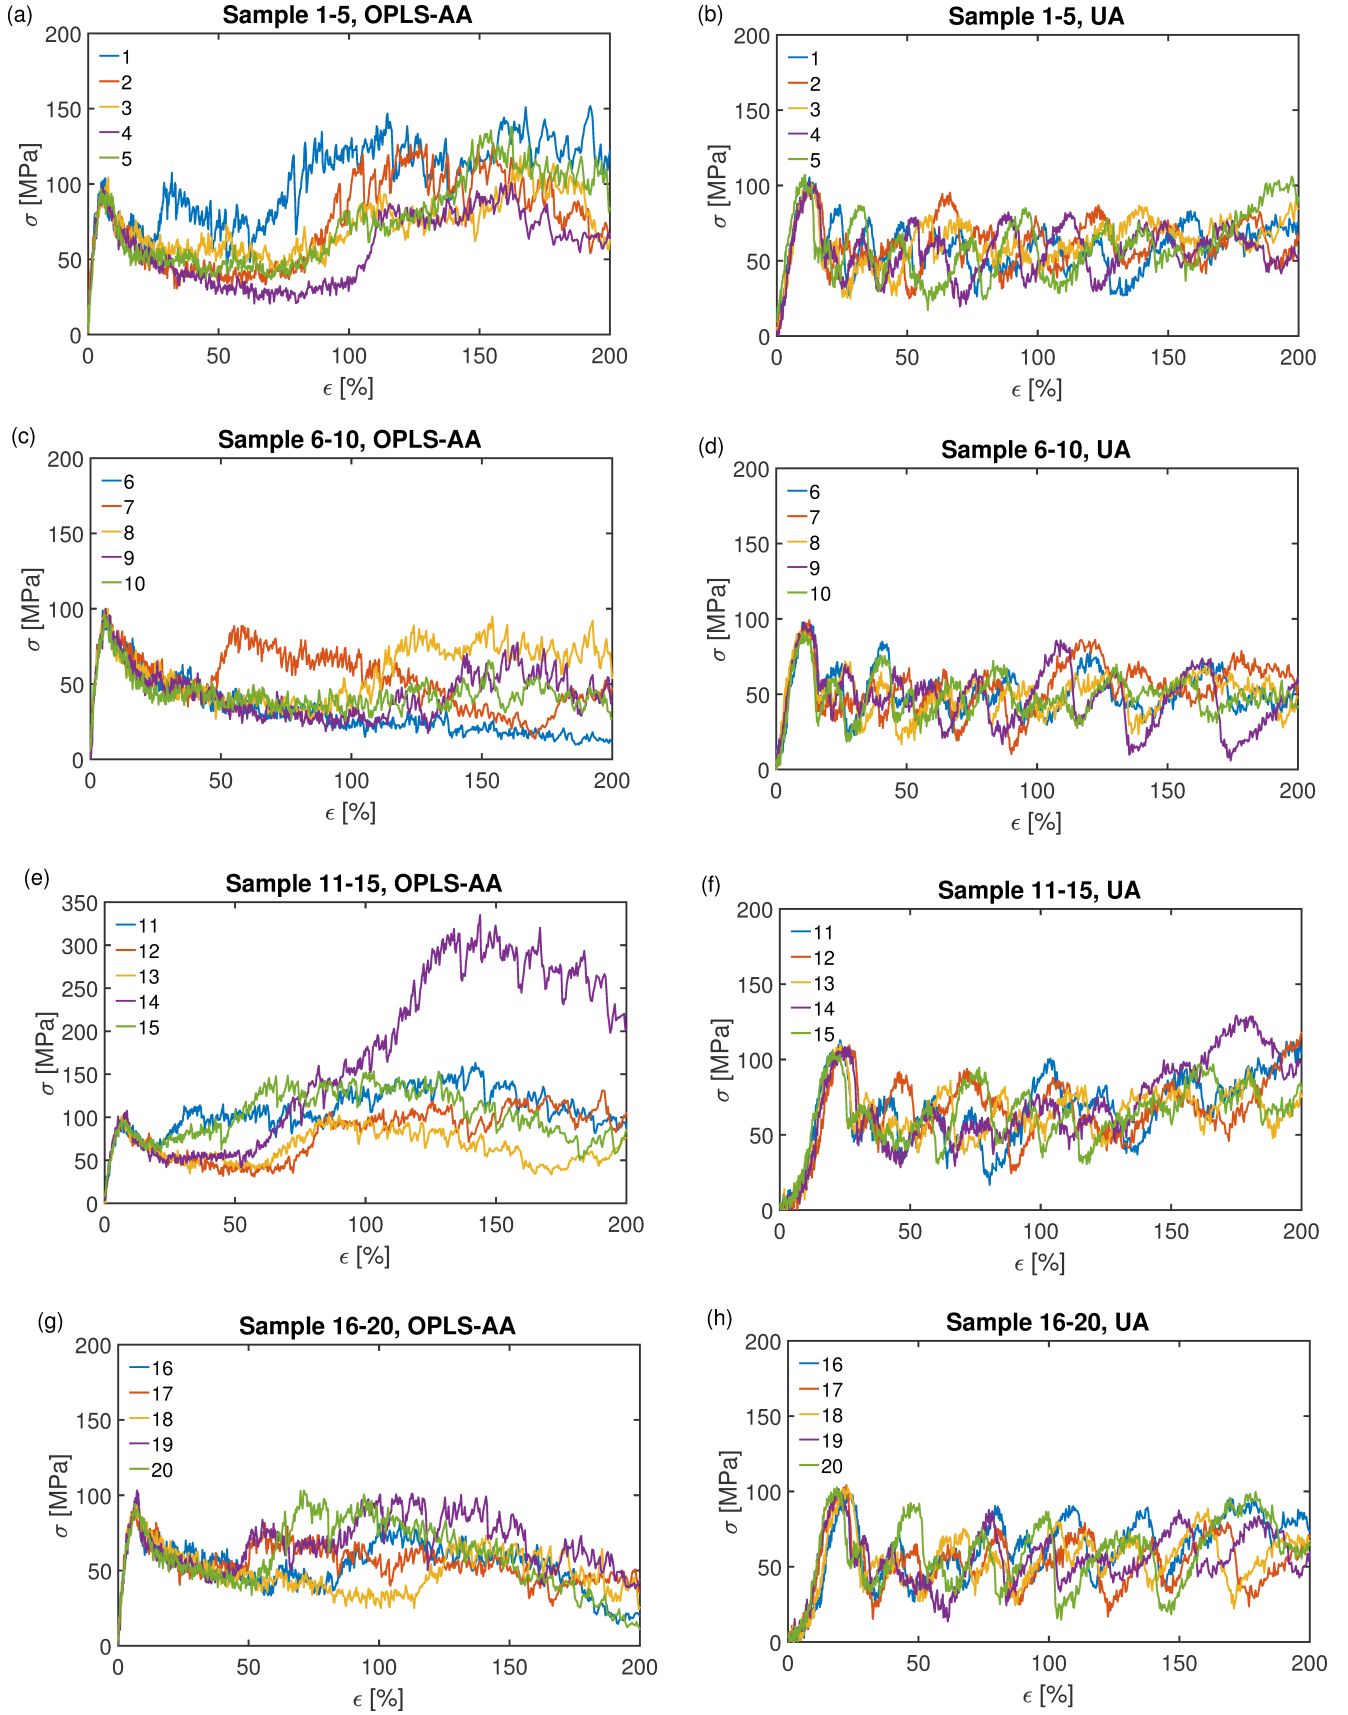 (a)
Sample 1-5, OPLS-AA
200
150
100
50
0
σ [MPa]
1
2
3
4
5
0 50 100 150 200
ϵ [%]
(b)
Sample 1-5, UA
200
150
100
50
0
σ [MPa]
1
2
3
4
5
0 50 100 150 200
ϵ [%]
(c)
Sample 6-10, OPLS-AA
200
150
100
50
0
σ [MPa]
6
7
8
9
10
0 50 100 150 200
ϵ [%]
(d)
Sample 6-10, UA
200
150
100
50
0
σ [MPa]
6
7
8
9
10
0 50 100 150 200
ϵ [%]
(e)
Sample 11-15, OPLS-AA
350
300
250
200
150
100
50
0
σ [MPa]
11
12
13
14
15
0 50 100 150 200
ϵ [%]
(f)
Sample 11-15, UA
200
150
100
50
0
σ [MPa]
11
12
13
14
15
0 50 100 150 200
ϵ [%]
(g)
Sample 16-20, OPLS-AA
200
150
100
50
0
σ [MPa]
16
17
18
19
20
0 50 100 150 200
ϵ [%]
(h)
Sample 16-20, UA
200
150
100
50
0
σ [MPa]
16
17
18
19
20
0 50 100 150 200
ϵ [%]